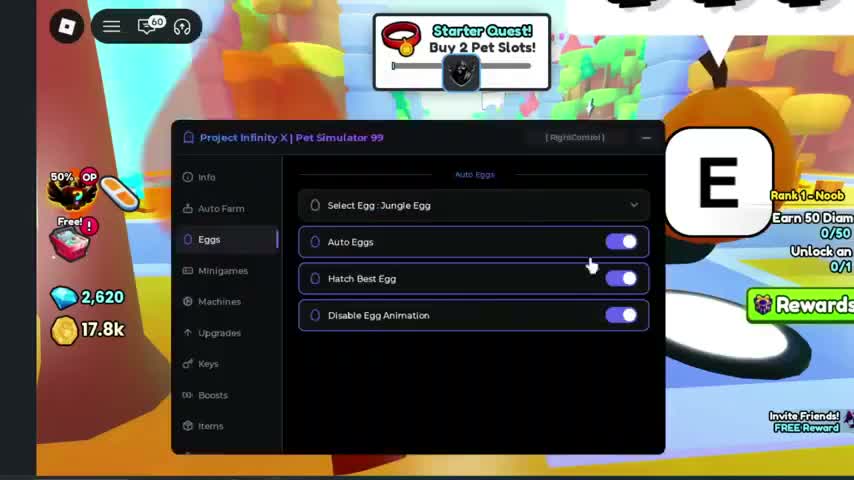 60
Starter Quest!
Buy 2 Pet Slots!
Project Infinity X | Pet Simulator 99
[ RightControl ]
Info
Auto Farm
Eggs
Minigames
Machines
Upgrades
Keys
Boosts
Items
Auto Eggs
Select Egg : Jungle Egg
Auto Eggs
Hatch Best Egg
Disable Egg Animation
50%
OP
?
Free!
!
2,620
17.8k
E
Rank 1 - Noob
Earn 50 Diam
0/50
Unlock an
0/1
Rewards
Invite Friends!
FREE Reward